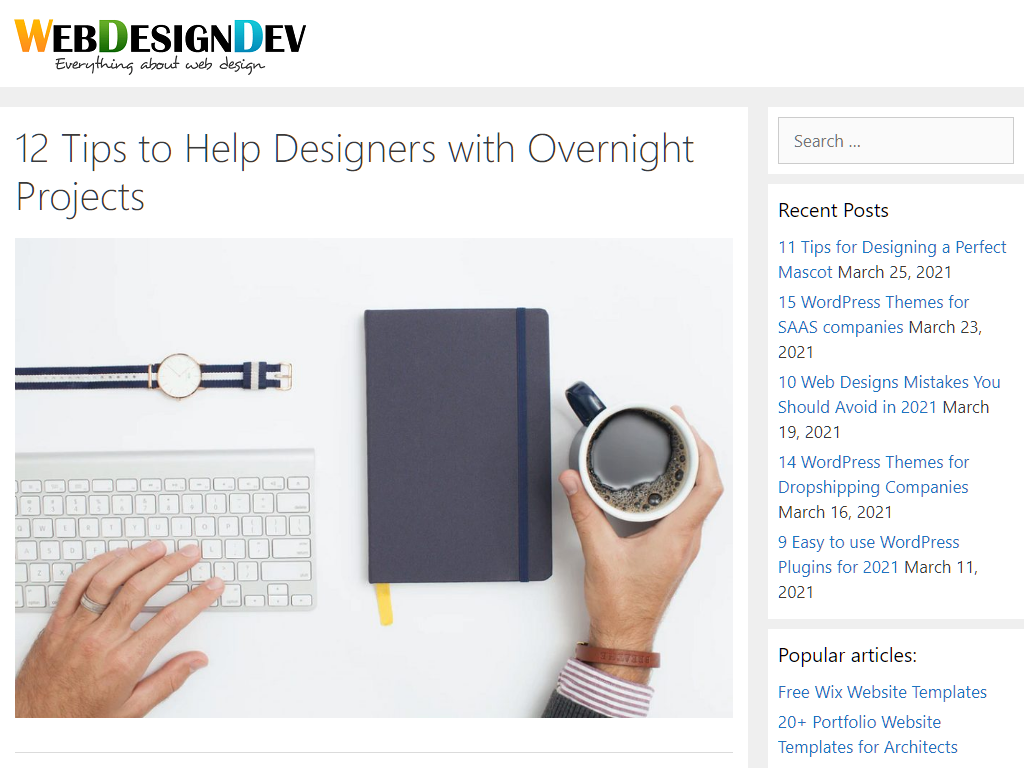 WEBDESIGNDEV
Everything about web design
12 Tips to Help Designers with Overnight
Projects
Search ...
Recent Posts
11 Tips for Designing a Perfect
Mascot March 25, 2021
15 WordPress Themes for
SAAS companies March 23,
2021
10 Web Designs Mistakes You
Should Avoid in 2021 March
19, 2021
14 WordPress Themes for
Dropshipping Companies
March 16, 2021
9 Easy to use WordPress
Plugins for 2021 March 11,
2021
Popular articles:
Free Wix Website Templates
20+ Portfolio Website
Templates for Architects